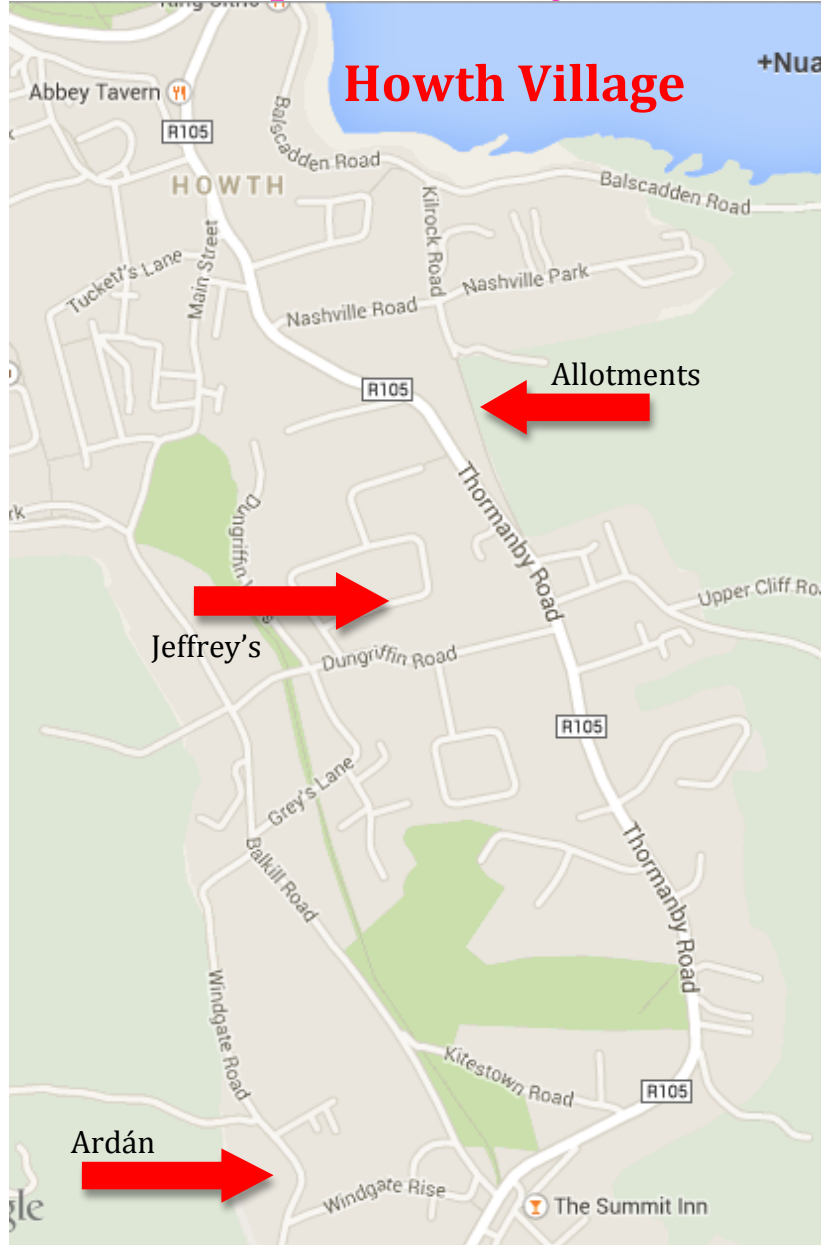 Howth Village
+Nua
Abbey Tavern
R105
HOWTH
Balscadden Road
Balscadden Road
Kilrock Road
Tuckett's Lane
Main Street
Nashville Road
Nashville Park
R105
Allotments
Thormanby Road
Upper Cliff Ro
Jeffrey's
Dungriffin Road
R105
Grey's Lane
Balkill Road
Thormanby Road
Windgate Road
Kitestown Road
R105
Ardán
Windgate Rise
The Summit Inn
gle